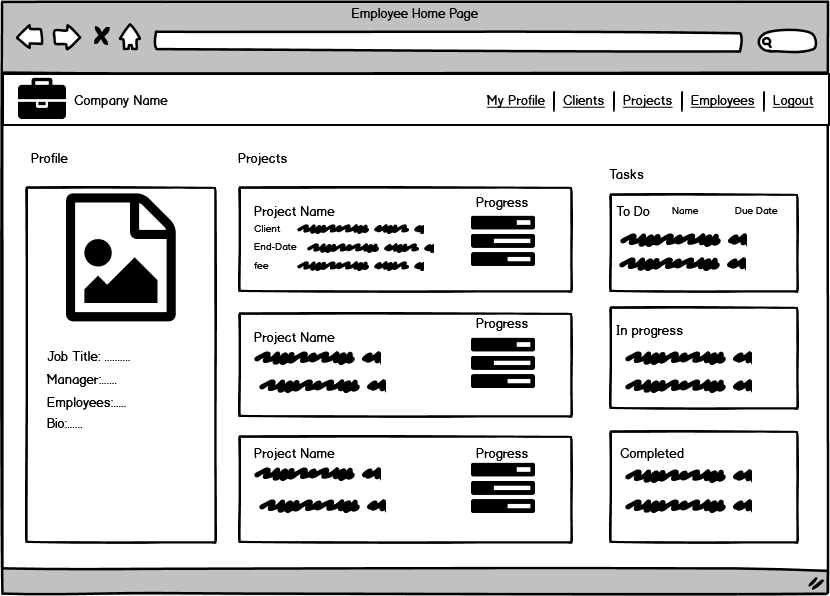 Employee Home Page
Company Name
My Profile
Clients
Projects
Employees
Logout
Profile
Job Title: ..........
Manager:......
Employees:.....
Bio:......
Projects
Project Name
Client
End-Date
fee
Progress
Project Name
Progress
Project Name
Progress
Tasks
To Do Name Due Date
In progress
Completed